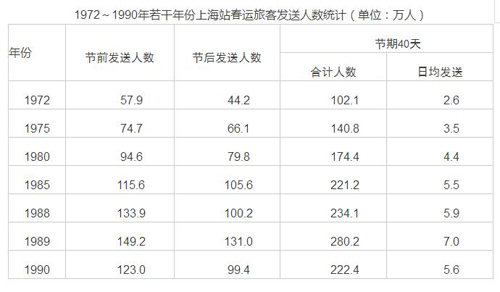 1972～1990年若干年份上海站春运旅客发送人数统计（单位：万人）
年份 节前发送人数 节后发送人数 节期40天
合计人数 日均发送
1972 57.9 44.2 102.1 2.6
1975 74.7 66.1 140.8 3.5
1980 94.6 79.8 174.4 4.4
1985 115.6 105.6 221.2 5.5
1988 133.9 100.2 234.1 5.9
1989 149.2 131.0 280.2 7.0
1990 123.0 99.4 222.4 5.6